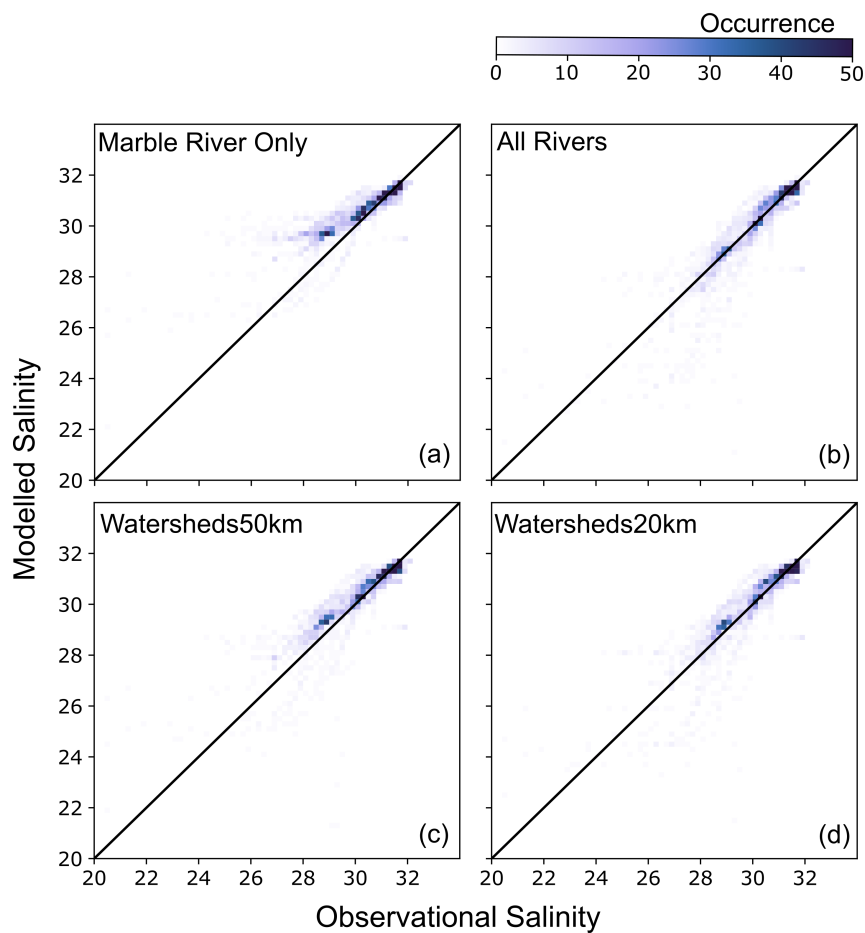 Occurrence
0 10 20 30 40 50
Marble River Only
All Rivers
32
30
28
26
24
22
20
(a)
(b)
Modelled Salinity
Watersheds50km
Watersheds20km
32
30
28
26
24
22
20
(c)
(d)
20 22 24 26 28 30 32
20 22 24 26 28 30 32
Observational Salinity